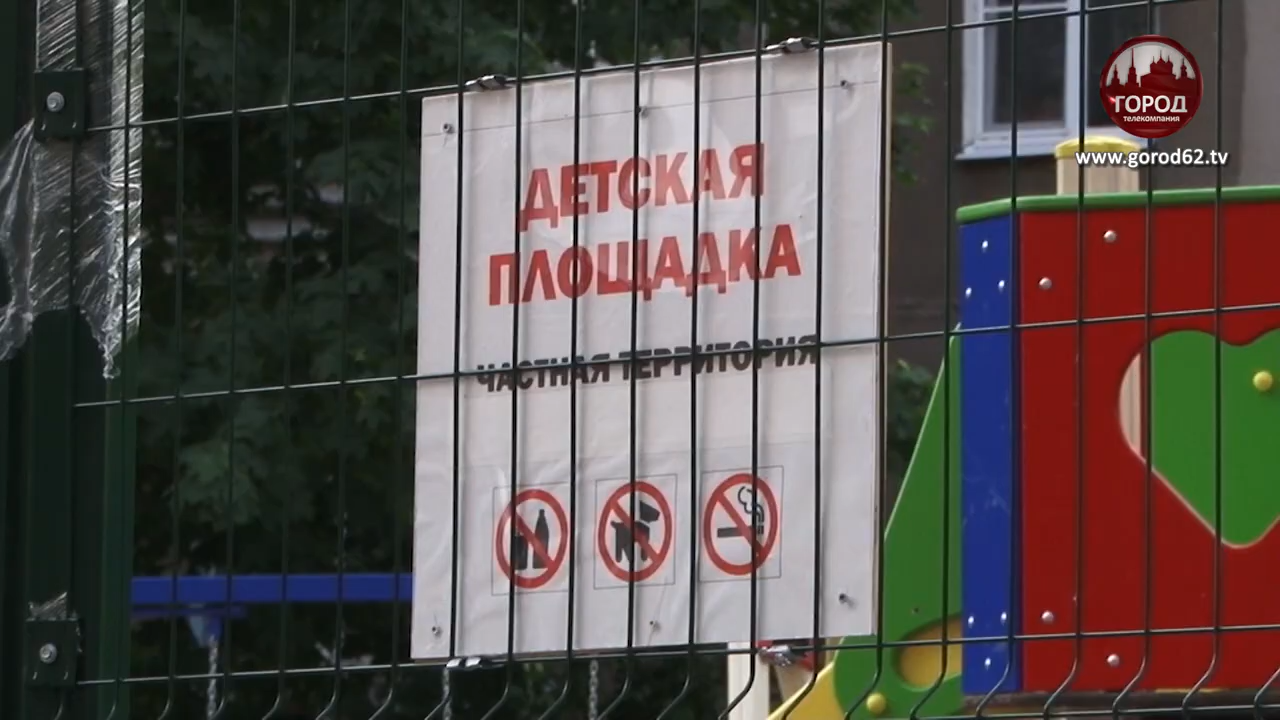 ГОРОД
телекомпания
www.gorod62.tv
ДЕТСКАЯ
ПЛОЩАДКА
ЧАСТНАЯ ТЕРРИТОРИЯ